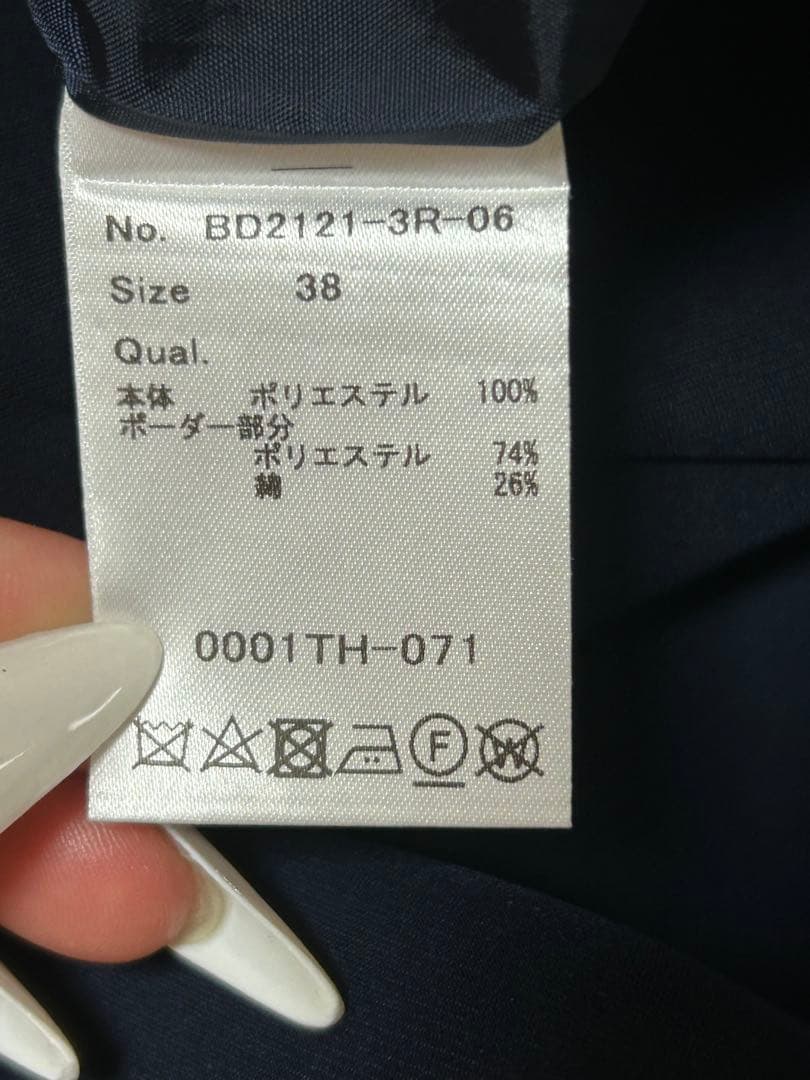 No. BD2121-3R-06
Size 38
Qual.
本体 ポリエステル 100%
ボーダー部分
ポリエステル 74%
綿 26%
0001TH-071
F W